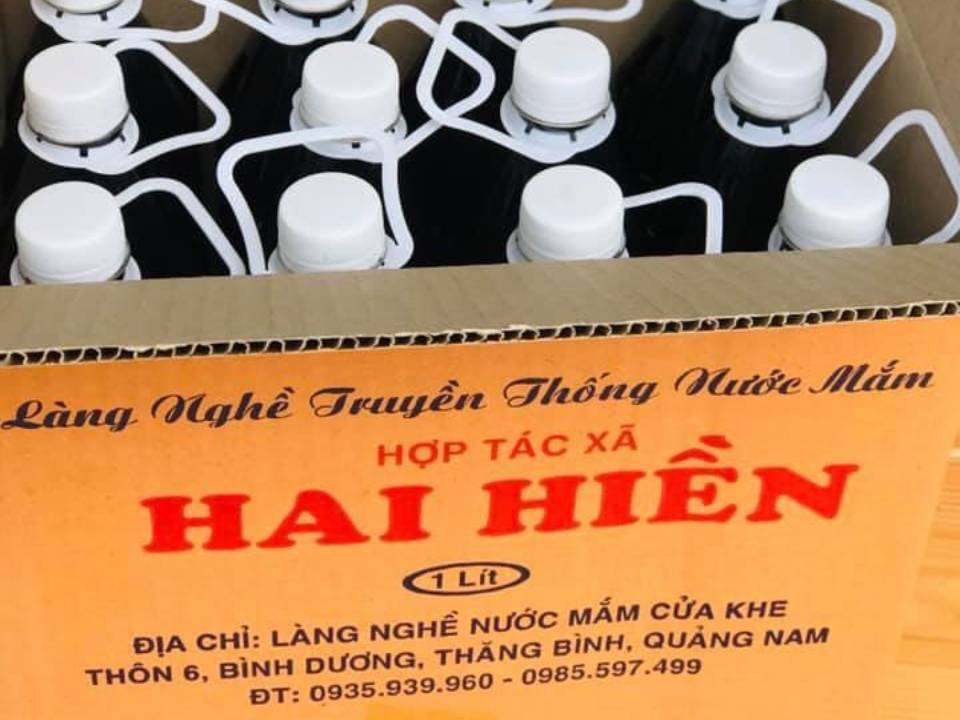 Làng Nghề Truyền Thống Nước Mắm
HỢP TÁC XÃ
HAI HIỀN
1 Lít
ĐỊA CHỈ: LÀNG NGHỀ NƯỚC MẮM CỬA KHE
THÔN 6, BÌNH DƯƠNG, THĂNG BÌNH, QUẢNG NAM
ĐT: 0935.939.960 - 0985.597.499